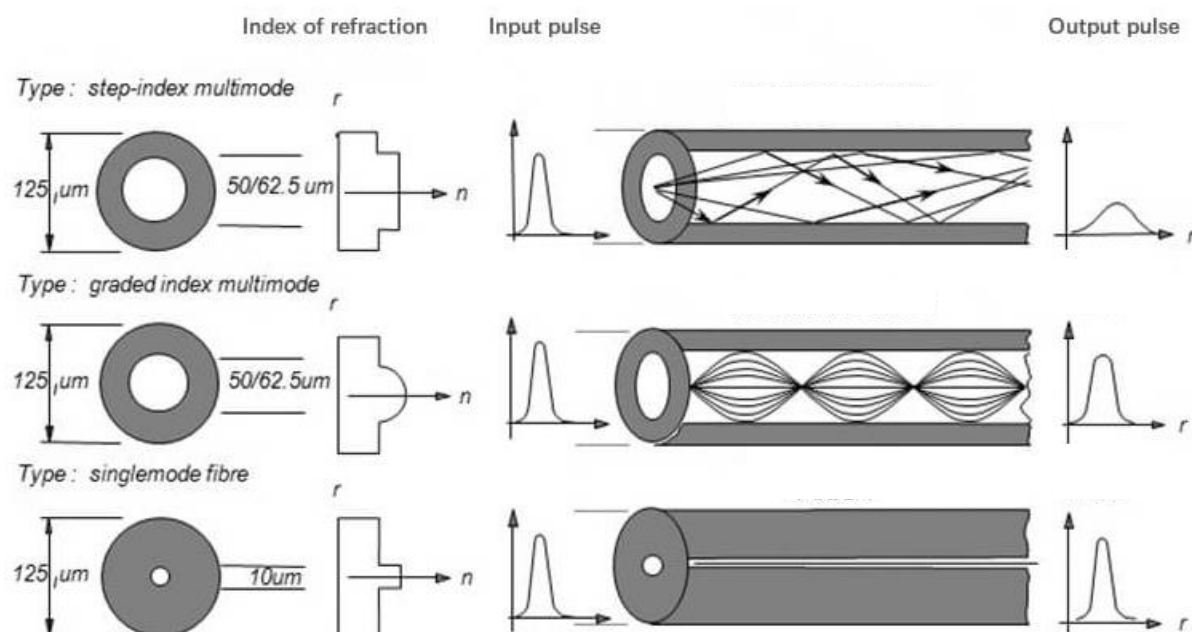 Index of refraction Input pulse Output pulse
Type : step-index multimode
r
125 µm 50/62.5 um n
r
Type : graded index multimode
r
125 µm 50/62.5um n
r
Type : singlemode fibre
r
125 µm 10um n
r